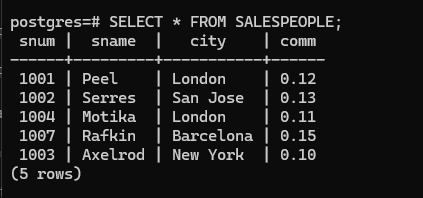 postgres=# SELECT * FROM SALESPEOPLE;
 snum |  sname  |   city    | comm
------+---------+-----------+------
 1001 | Peel    | London    | 0.12
 1002 | Serres  | San Jose  | 0.13
 1004 | Motika  | London    | 0.11
 1007 | Rafkin  | Barcelona | 0.15
 1003 | Axelrod | New York  | 0.10
(5 rows)